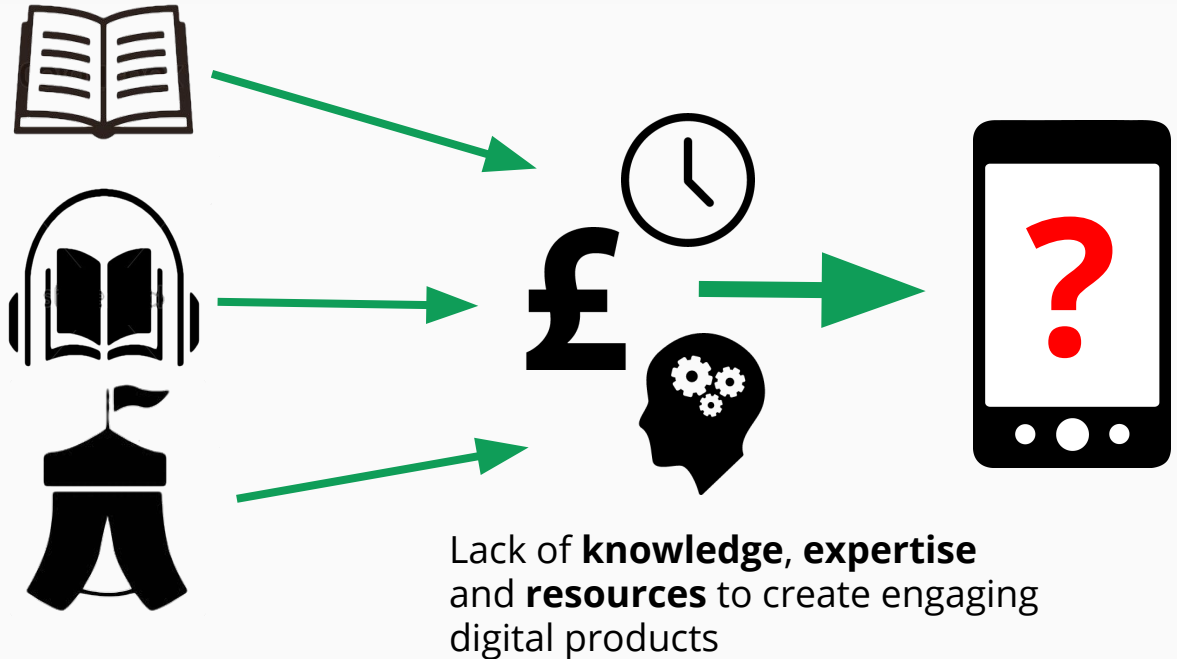 £
?
Lack of knowledge, expertise
and resources to create engaging
digital products